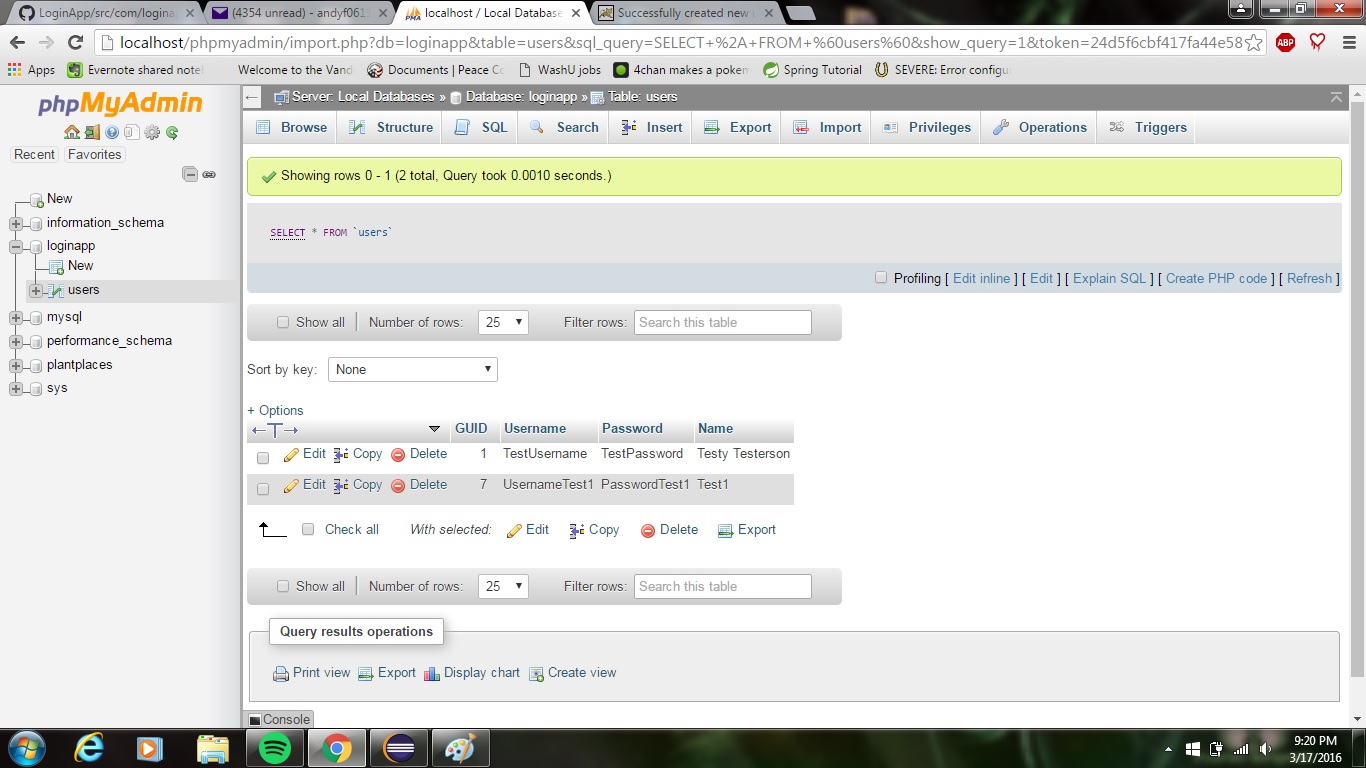 LoginApp/src/com/loginap
(4354 unread) - andyf061
localhost / Local Database
Successfully created new
localhost/phpmyadmin/import.php?db=loginapp&table=users&sql_query=SELECT+%2A+FROM+%60users%60&show_query=1&token=24d5f6cbf417fa44e58
ABP
Apps Evernote shared note Welcome to the Vand Documents | Peace Co WashU jobs 4chan makes a pokem Spring Tutorial SEVERE: Error configu
phpMyAdmin
Recent Favorites
New
information_schema
loginapp
New
users
mysql
performance_schema
plantplaces
sys
Server: Local Databases » Database: loginapp » Table: users
Browse Structure SQL Search Insert Export Import Privileges Operations Triggers
Showing rows 0 - 1 (2 total, Query took 0.0010 seconds.)
SELECT * FROM `users`
Profiling [ Edit inline ] [ Edit ] [ Explain SQL ] [ Create PHP code ] [ Refresh ]
Show all Number of rows: 25 Filter rows: Search this table
Sort by key: None
+ Options
GUID Username Password Name
Edit Copy Delete 1 TestUsername TestPassword Testy Testerson
Edit Copy Delete 7 UsernameTest1 PasswordTest1 Test1
Check all With selected: Edit Copy Delete Export
Show all Number of rows: 25 Filter rows: Search this table
Query results operations
Print view Export Display chart Create view
Console
9:20 PM
3/17/2016